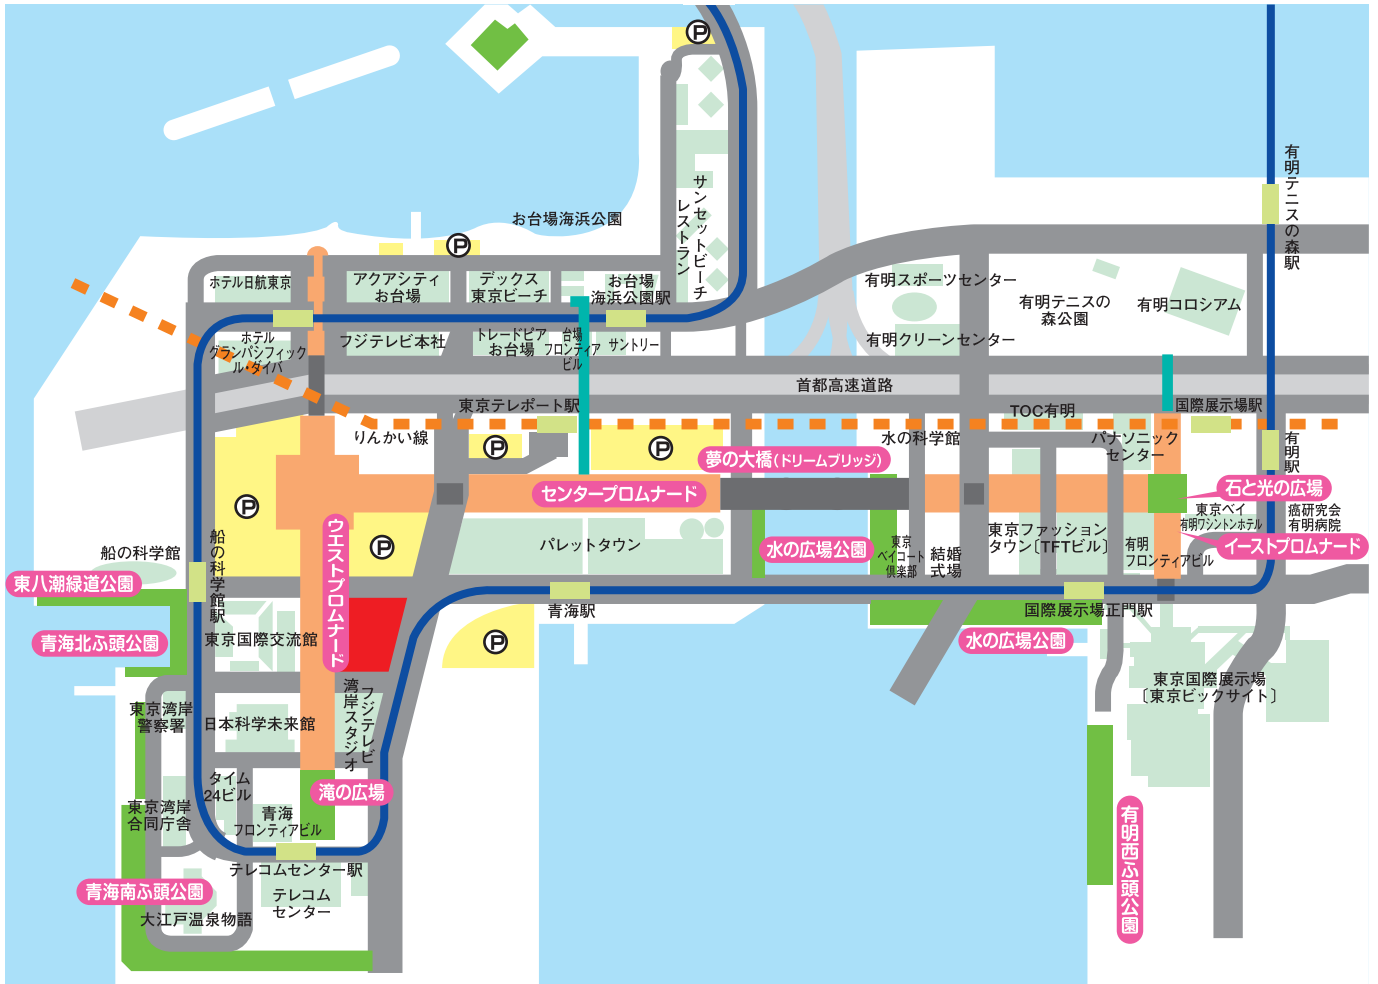 P
有明テニスの森駅
サンセットビーチ
レストラン
お台場海浜公園
P
ホテル日航東京
アクアシティ
お台場
デックス
東京ビーチ
お台場
海浜公園駅
有明スポーツセンター
有明テニスの
森公園
有明コロシアム
ホテル
グランパシフィック
ル・ダイバ
フジテレビ本社
トレードピア
お台場
台場
フロンティア
ビル
サントリー
有明クリーンセンター
首都高速道路
東京テレポート駅
TOC有明
国際展示場駅
りんかい線
P
P
水の科学館
パナソニック
センター
有明駅
夢の大橋(ドリームブリッジ)
センタープロムナード
石と光の広場
P
ウエストプロムナード
P
パレットタウン
水の広場公園
東京
ベイコート
倶楽部
結婚
式場
東京ファッション
タウン〔TFTビル〕
有明
フロンティアビル
東京ベイ
有明ワシントンホテル
癌研究会
有明病院
イーストプロムナード
船の科学館
船の科学館駅
東八潮緑道公園
青海駅
国際展示場正門駅
青海北ふ頭公園
東京国際交流館
P
水の広場公園
東京国際展示場
〔東京ビックサイト〕
東京湾岸
警察署
日本科学未来館
フジテレビ
湾岸スタジオ
タイム
24ビル
滝の広場
東京湾岸
合同庁舎
青海
フロンティアビル
有明西ふ頭公園
テレコムセンター駅
テレコム
センター
青海南ふ頭公園
大江戸温泉物語